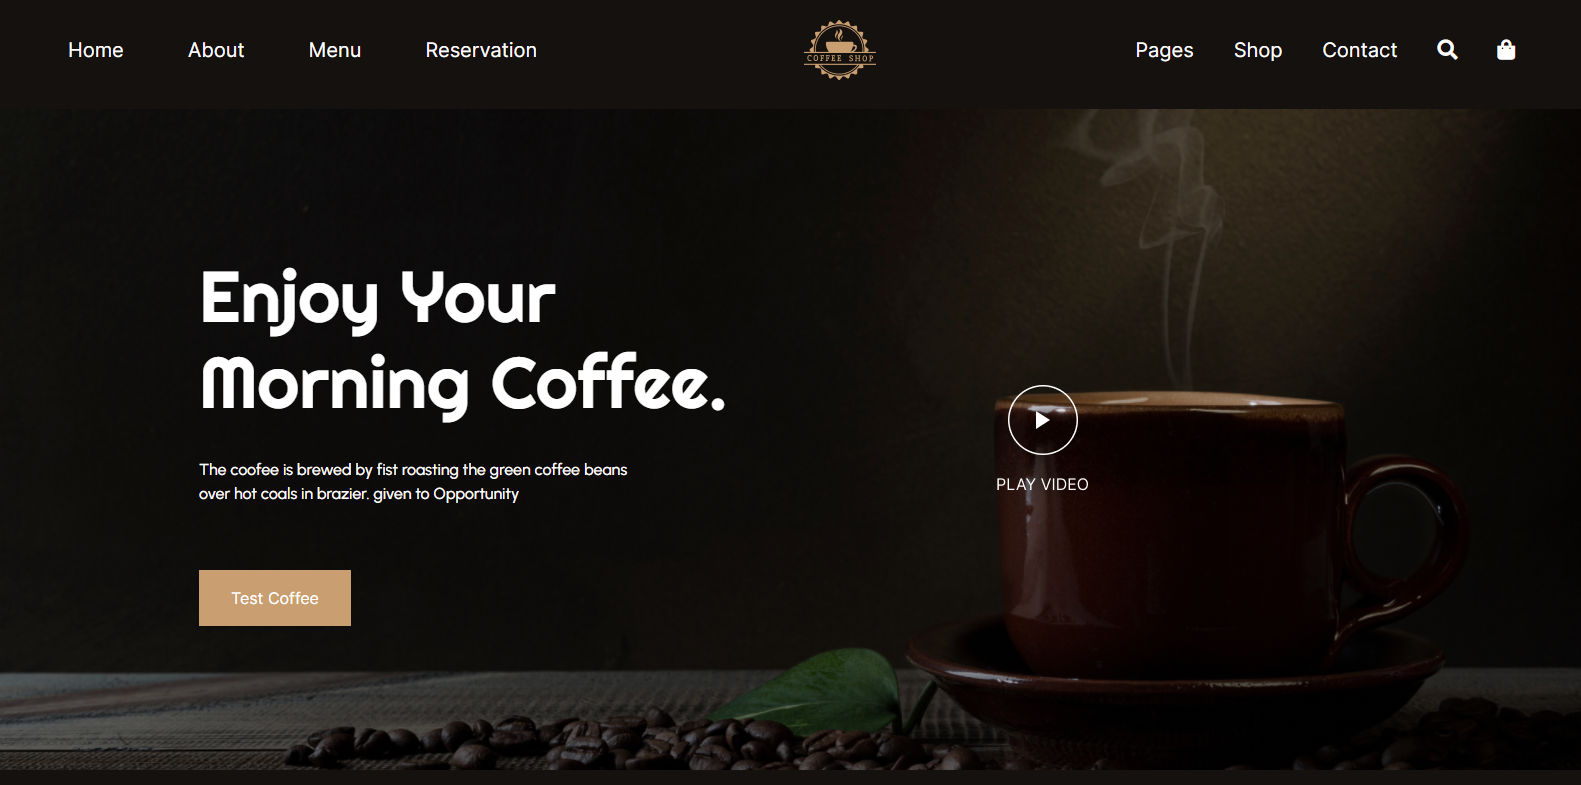 Home About Menu Reservation COFFEE SHOP Pages Shop Contact
Enjoy Your
Morning Coffee.
The coofee is brewed by fist roasting the green coffee beans
over hot coals in brazier. given to Opportunity
PLAY VIDEO
Test Coffee